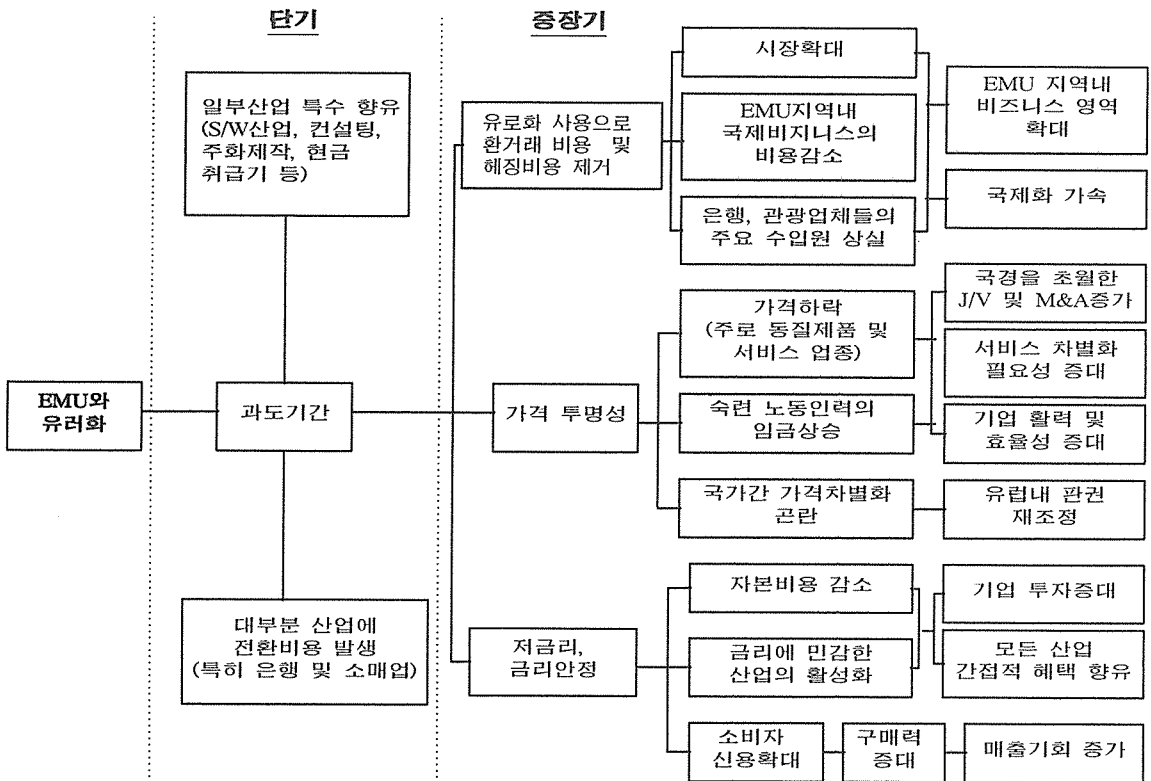 단기
중장기
일부산업 특수 향유
(S/W산업, 컨설팅,
주화제작, 현금
취급기 등)
유로화 사용으로
환거래 비용 및
헤징비용 제거
시장확대
EMU지역내
국제비지니스의
비용감소
은행, 관광업체들의
주요 수입원 상실
EMU 지역내
비즈니스 영역
확대
국제화 가속
EMU와
유러화
과도기간
가격 투명성
가격하락
(주로 동질제품 및
서비스 업종)
숙련 노동인력의
임금상승
국가간 가격차별화
곤란
국경을 초월한
J/V 및 M&A증가
서비스 차별화
필요성 증대
기업 활력 및
효율성 증대
유럽내 판권
재조정
대부분 산업에
전환비용 발생
(특히 은행 및 소매업)
저금리,
금리안정
자본비용 감소
금리에 민감한
산업의 활성화
소비자
신용확대
구매력
증대
기업 투자증대
모든 산업
간접적 혜택 향유
매출기회 증가